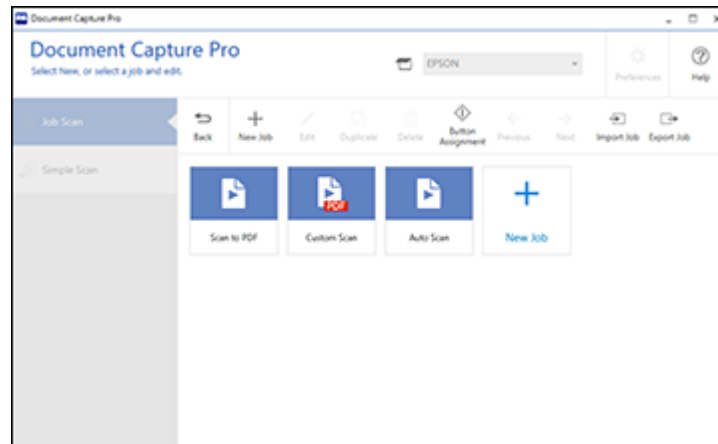 Document Capture Pro
Document Capture Pro
Select New, or select a job and edit.
EPSON
Preferences
Help
Job Scan
Back
New Job
Edit
Duplicate
Delete
Button
Assignment
Previous
Next
Import Job
Export Job
Simple Scan
PDF
Scan to PDF
Custom Scan
Auto Scan
New Job